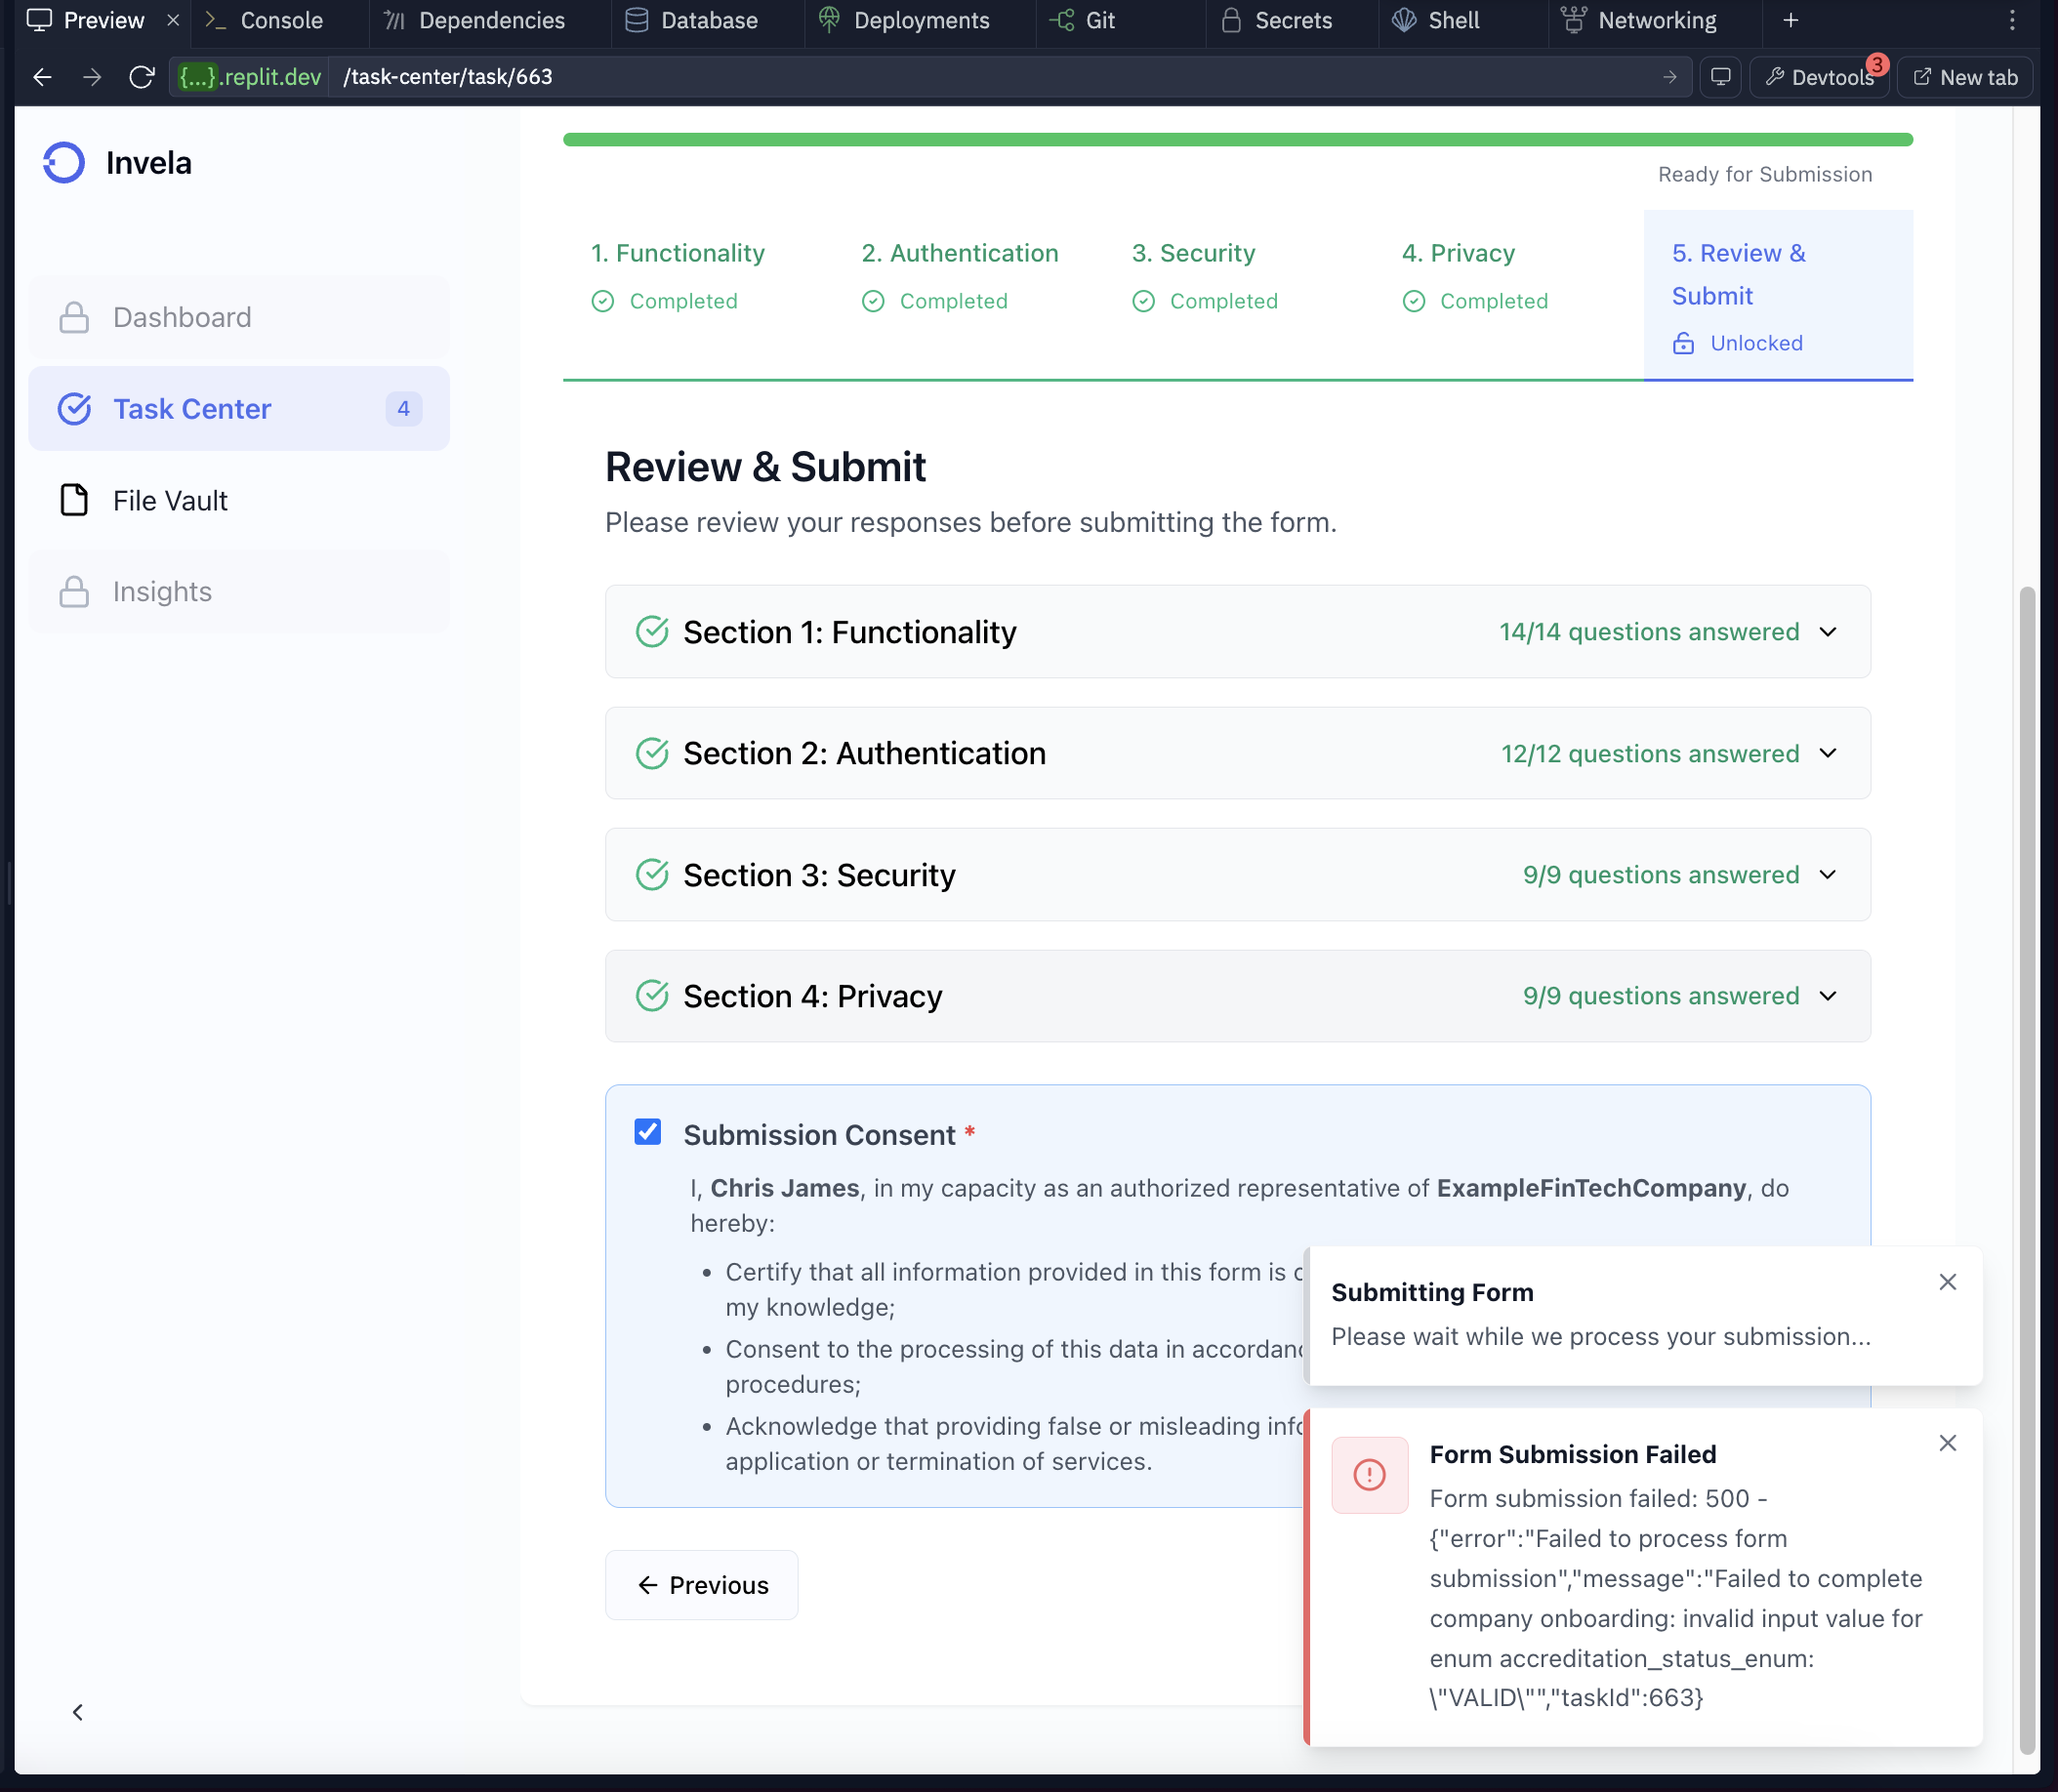 Preview
Console
Dependencies
Database
Deployments
Git
Secrets
Shell
Networking
{...}.replit.dev
/task-center/task/663
Devtools
3
New tab
Invela
Dashboard
Task Center
4
File Vault
Insights
Ready for Submission
1. Functionality
Completed
2. Authentication
Completed
3. Security
Completed
4. Privacy
Completed
5. Review &
Submit
Unlocked
Review & Submit
Please review your responses before submitting the form.
Section 1: Functionality
14/14 questions answered
Section 2: Authentication
12/12 questions answered
Section 3: Security
9/9 questions answered
Section 4: Privacy
9/9 questions answered
Submission Consent *
I, Chris James, in my capacity as an authorized representative of ExampleFinTechCompany, do
hereby:
• Certify that all information provided in this form is
my knowledge;
• Consent to the processing of this data in
procedures;
• Acknowledge that providing false or misleading
application or termination of services.
Previous
Submitting Form
Please wait while we process your submission...
Form Submission Failed
Form submission failed: 500 -
{"error":"Failed to process form
submission","message":"Failed to complete
company onboarding: invalid input value for
enum accreditation_status_enum:
\"VALID\"","taskId":663}